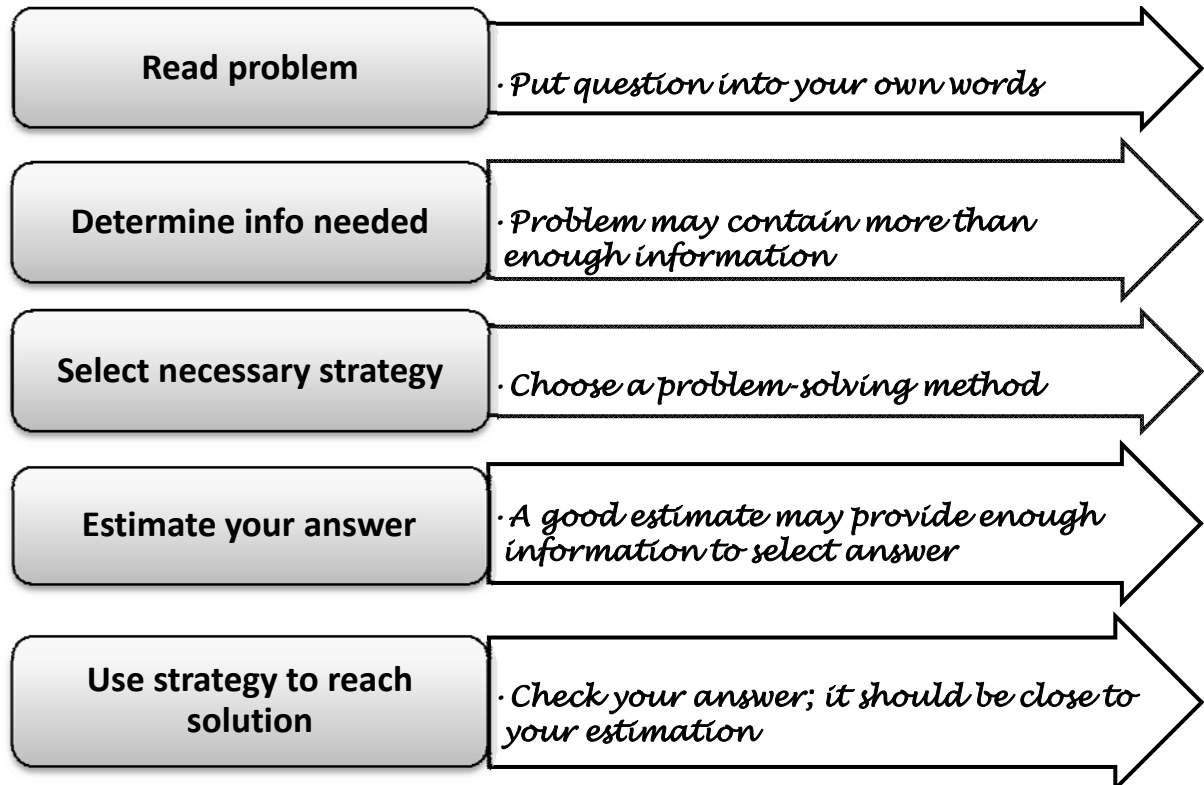 Read problem
· Put question into your own words
Determine info needed
· Problem may contain more than
enough information
Select necessary strategy
· Choose a problem-solving method
Estimate your answer
· A good estimate may provide enough
information to select answer
Use strategy to reach
solution
· Check your answer; it should be close to
your estimation